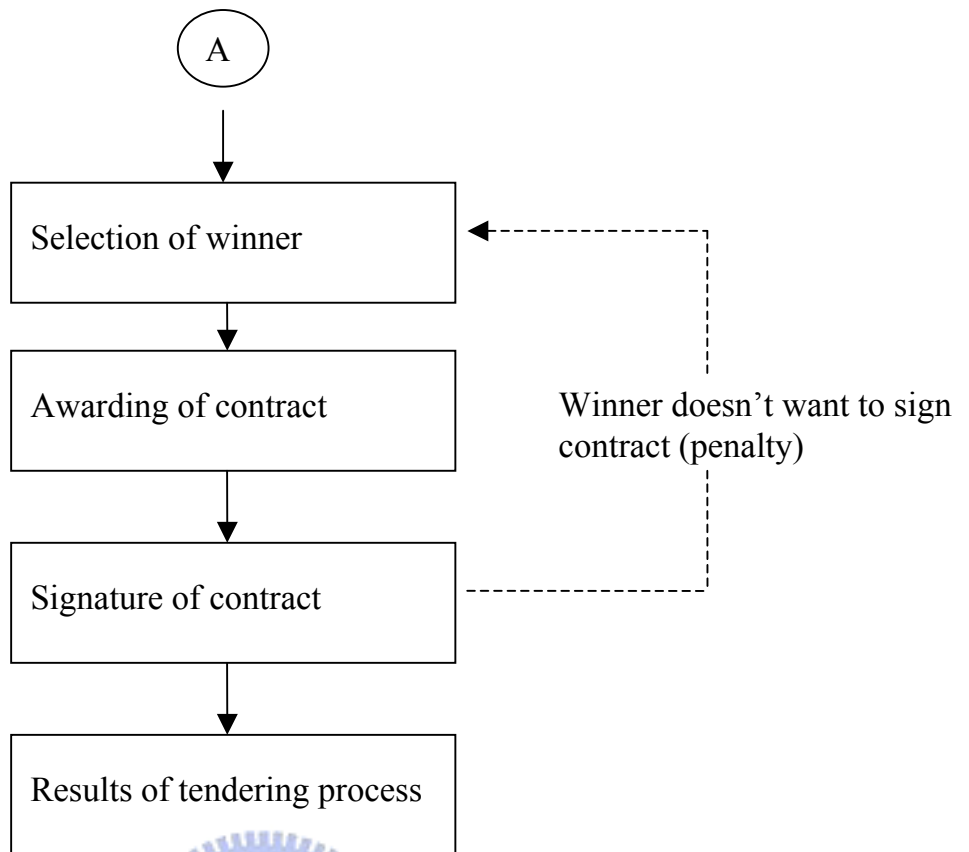 A
Selection of winner
Awarding of contract
Winner doesn’t want to sign
contract (penalty)
Signature of contract
Results of tendering process